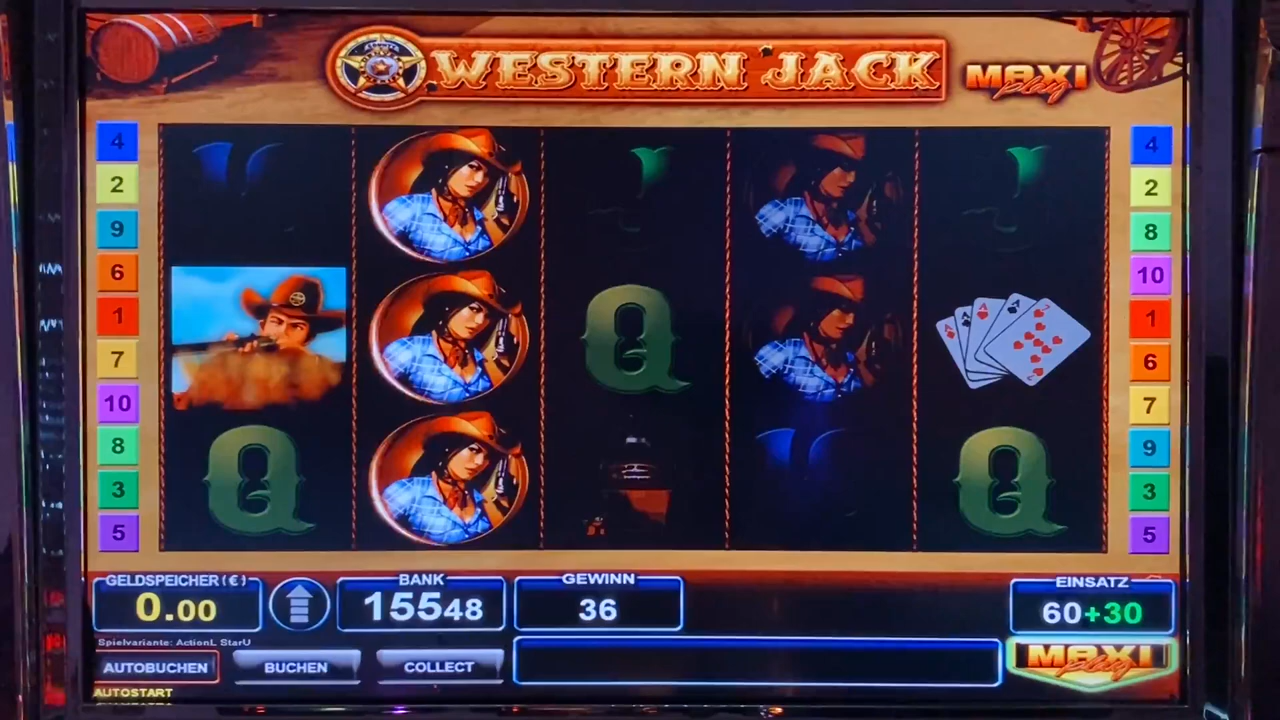 WESTERN JACK
MAXI play
4 4
2 2
9 8
6 10
1 1
7 6
10 7
8 9
3 3
5 5
Q
Q Q
GELDSPEICHER (€) BANK GEWINN EINSATZ
0.00 15548 36 60+30
Spielvariante: ActionL StarU
AUTOBUCHEN BUCHEN COLLECT MAXI play
AUTOSTART